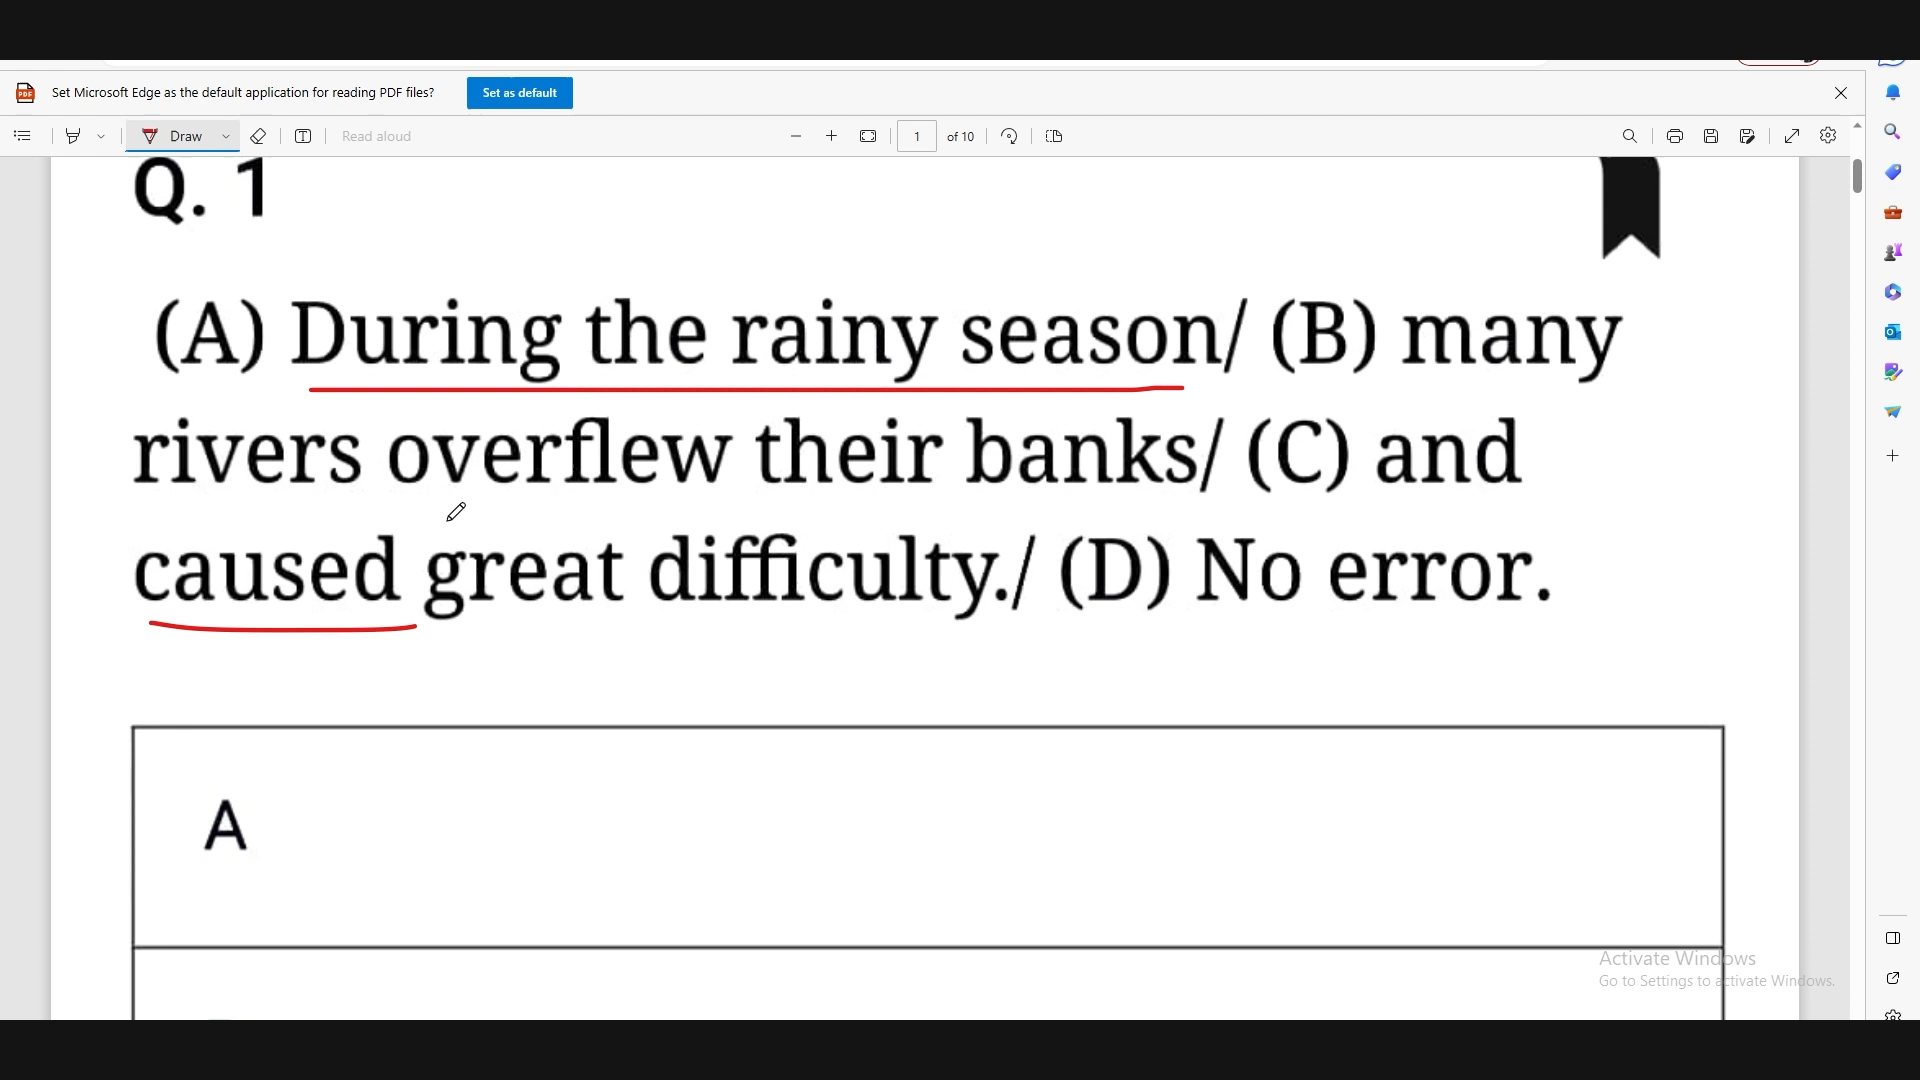 Set Microsoft Edge as the default application for reading PDF files?
Set as default
Draw
Read aloud
1
of 10
Q. 1
(A) During the rainy season/ (B) many
rivers overflew their banks/ (C) and
caused great difficulty./ (D) No error.
A
Activate Windows
Go to Settings to activate Windows.